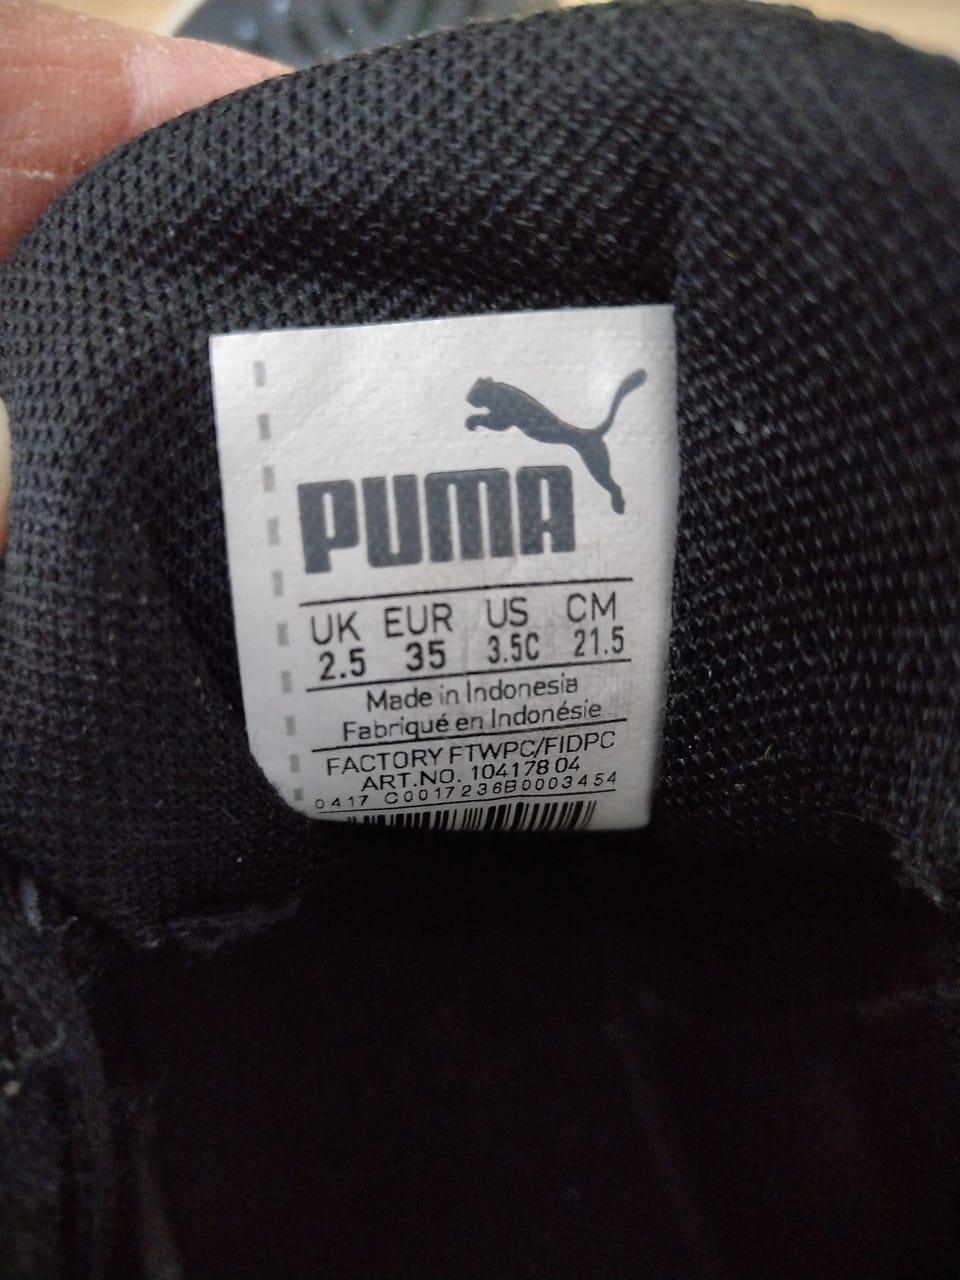 PUMA
UK EUR US CM
2.5 35 3.5C 21.5
Made in Indonesia
Fabriqué en Indonésie
FACTORY FTWPC/FIDPC
ART.NO. 104178 04
0417 C0017236B0003454